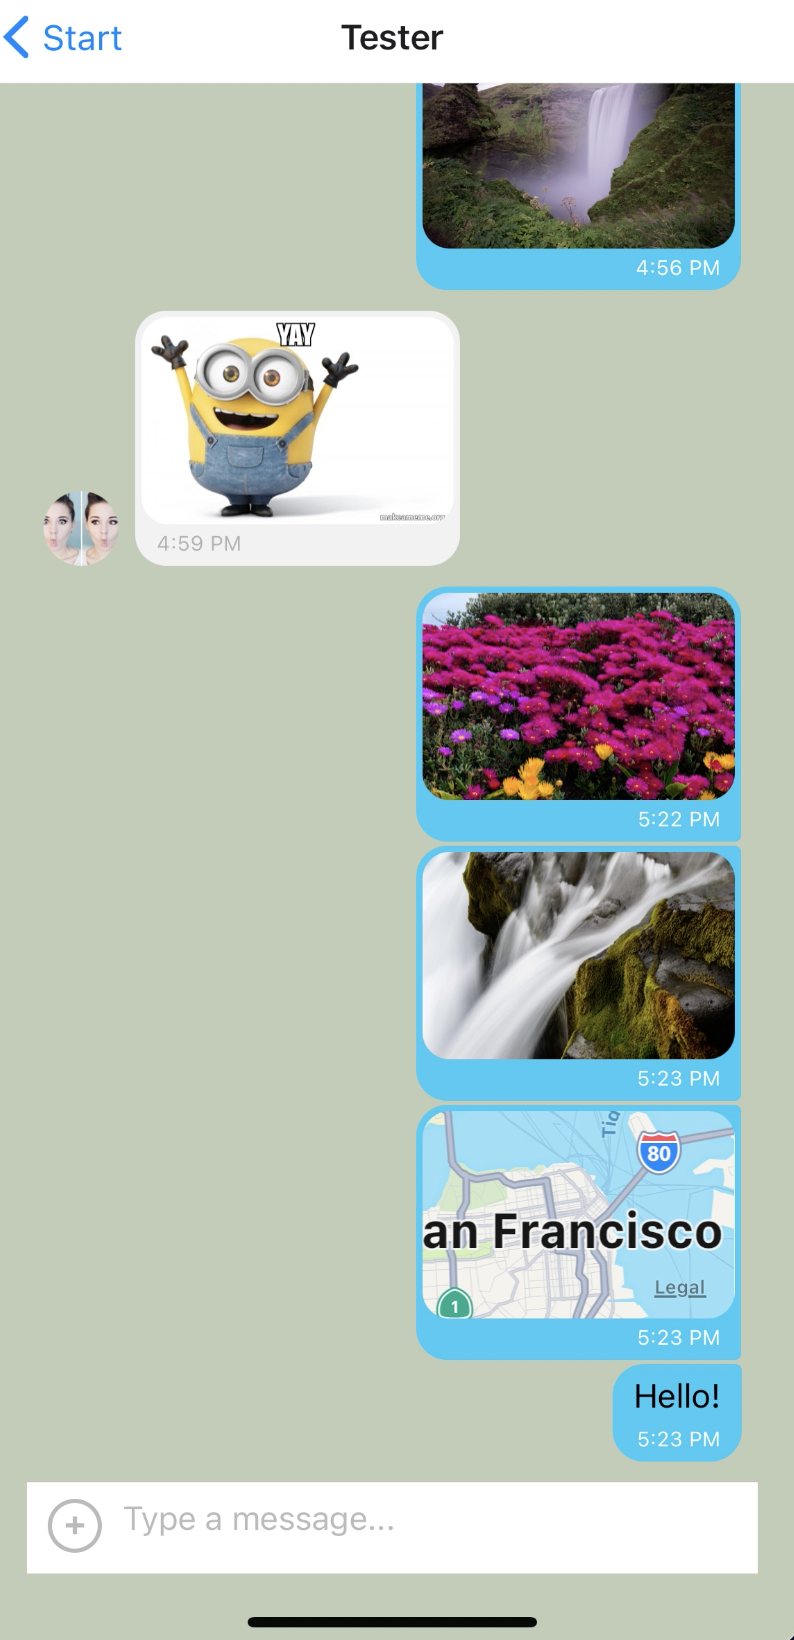 Start
Tester
4:56 PM
YAY
makeameme.org
4:59 PM
5:22 PM
5:23 PM
Tid
80
an Francisco
Legal
1
5:23 PM
Hello!
5:23 PM
Type a message...